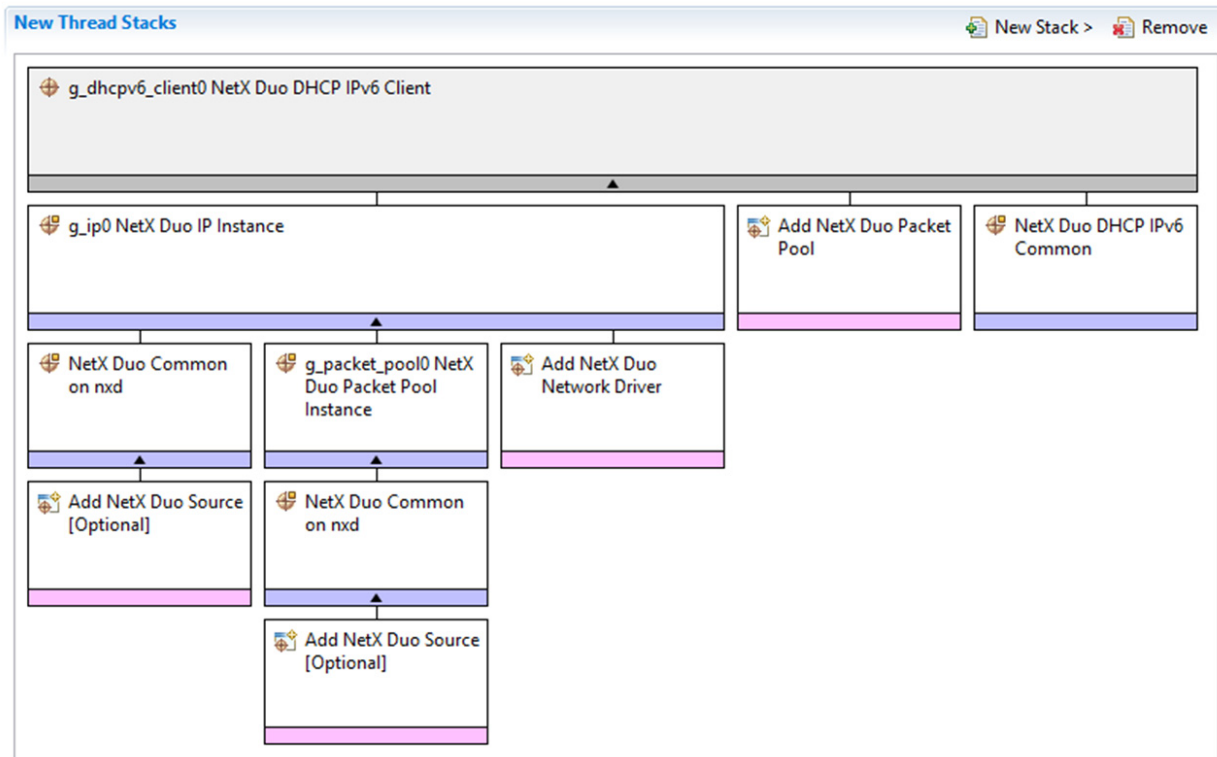 New Thread Stacks
New Stack >
Remove
g_dhcpv6_client0 NetX Duo DHCP IPv6 Client
g_ip0 NetX Duo IP Instance
Add NetX Duo Packet
Pool
NetX Duo DHCP IPv6
Common
NetX Duo Common
on nxd
g_packet_pool0 NetX
Duo Packet Pool
Instance
Add NetX Duo
Network Driver
Add NetX Duo Source
[Optional]
NetX Duo Common
on nxd
Add NetX Duo Source
[Optional]